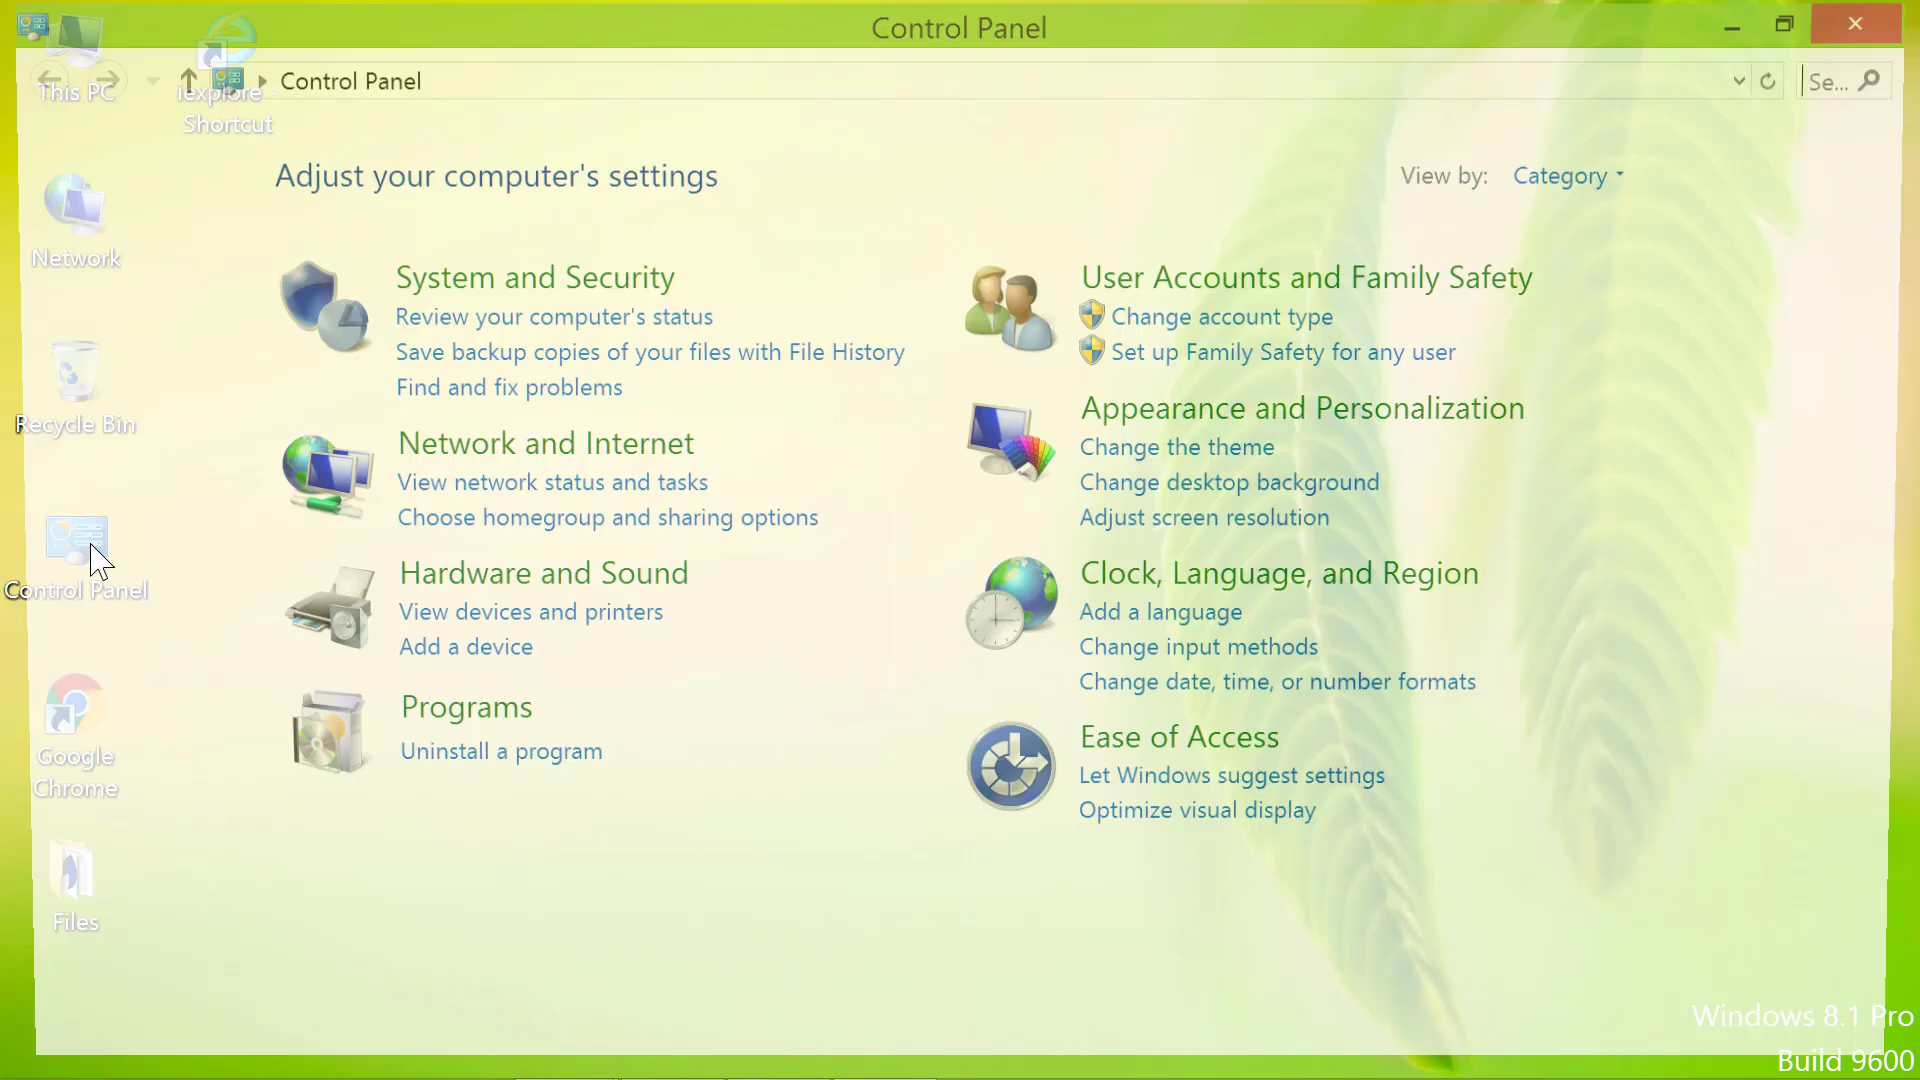 Control Panel
Control Panel
Se...
This PC
iexplore -
Shortcut
Network
Recycle Bin
Control Panel
Google
Chrome
Files
Adjust your computer's settings
View by: Category
System and Security
Review your computer's status
Save backup copies of your files with File History
Find and fix problems
Network and Internet
View network status and tasks
Choose homegroup and sharing options
Hardware and Sound
View devices and printers
Add a device
Programs
Uninstall a program
User Accounts and Family Safety
Change account type
Set up Family Safety for any user
Appearance and Personalization
Change the theme
Change desktop background
Adjust screen resolution
Clock, Language, and Region
Add a language
Change input methods
Change date, time, or number formats
Ease of Access
Let Windows suggest settings
Optimize visual display
Windows 8.1 Pro
Build 9600